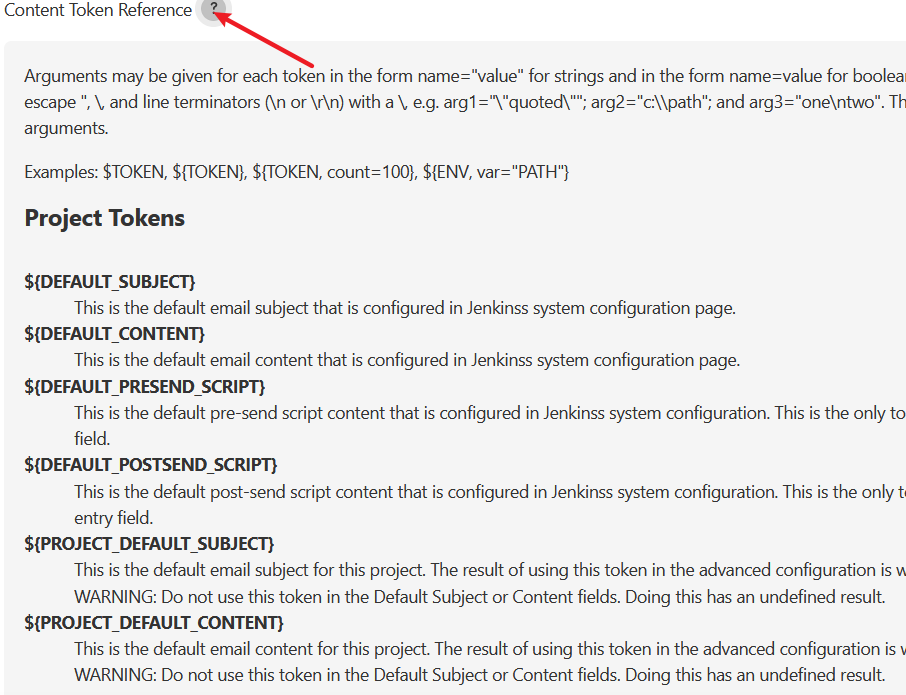 Content Token Reference ?
Arguments may be given for each token in the form name="value" for strings and in the form name=value for
escape ", \, and line terminators (\n or \r\n) with a \, e.g. arg1="\"quoted\""; arg2="c:\\path"; and arg3="one\ntwo".
arguments.
Examples: $TOKEN, ${TOKEN}, ${TOKEN, count=100}, ${ENV, var="PATH"}
Project Tokens
${DEFAULT_SUBJECT}
This is the default email subject that is configured in Jenkinss system configuration page.
${DEFAULT_CONTENT}
This is the default email content that is configured in Jenkinss system configuration page.
${DEFAULT_PRESEND_SCRIPT}
This is the default pre-send script content that is configured in Jenkinss system configuration. This is the only to
field.
${DEFAULT_POSTSEND_SCRIPT}
This is the default post-send script content that is configured in Jenkinss system configuration. This is the only
entry field.
${PROJECT_DEFAULT_SUBJECT}
This is the default email subject for this project. The result of using this token in the advanced configuration is
WARNING: Do not use this token in the Default Subject or Content fields. Doing this has an undefined result.
${PROJECT_DEFAULT_CONTENT}
This is the default email content for this project. The result of using this token in the advanced configuration is
WARNING: Do not use this token in the Default Subject or Content fields. Doing this has an undefined result.